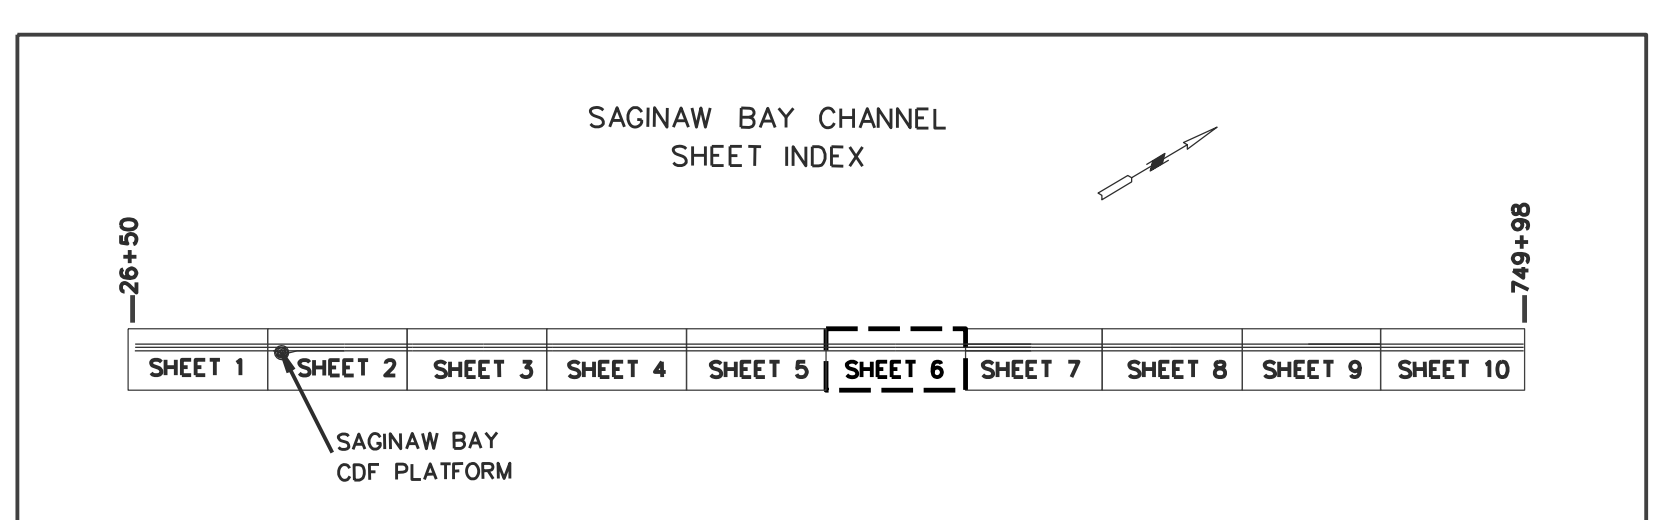 SAGINAW BAY CHANNEL
SHEET INDEX
26+50
749+98
SHEET 1
SHEET 2
SHEET 3
SHEET 4
SHEET 5
SHEET 6
SHEET 7
SHEET 8
SHEET 9
SHEET 10
SAGINAW BAY
CDF PLATFORM